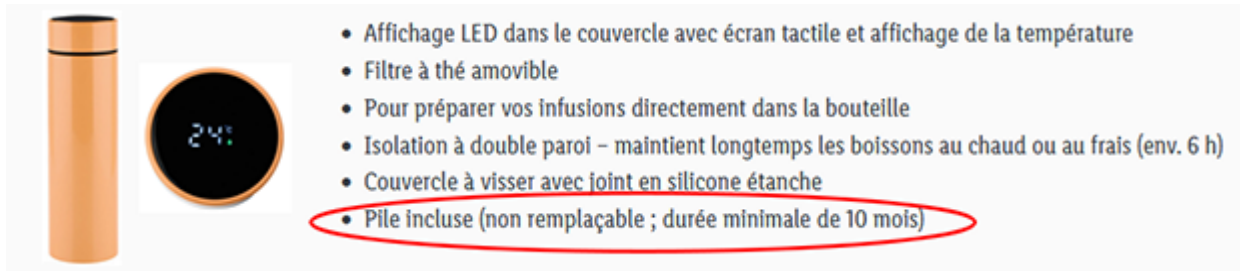 • Affichage LED dans le couvercle avec écran tactile et affichage de la température
• Filtre à thé amovible
• Pour préparer vos infusions directement dans la bouteille
24°
• Isolation à double paroi – maintient longtemps les boissons au chaud ou au frais (env. 6 h)
• Couvercle à visser avec joint en silicone étanche
• Pile incluse (non remplaçable ; durée minimale de 10 mois)